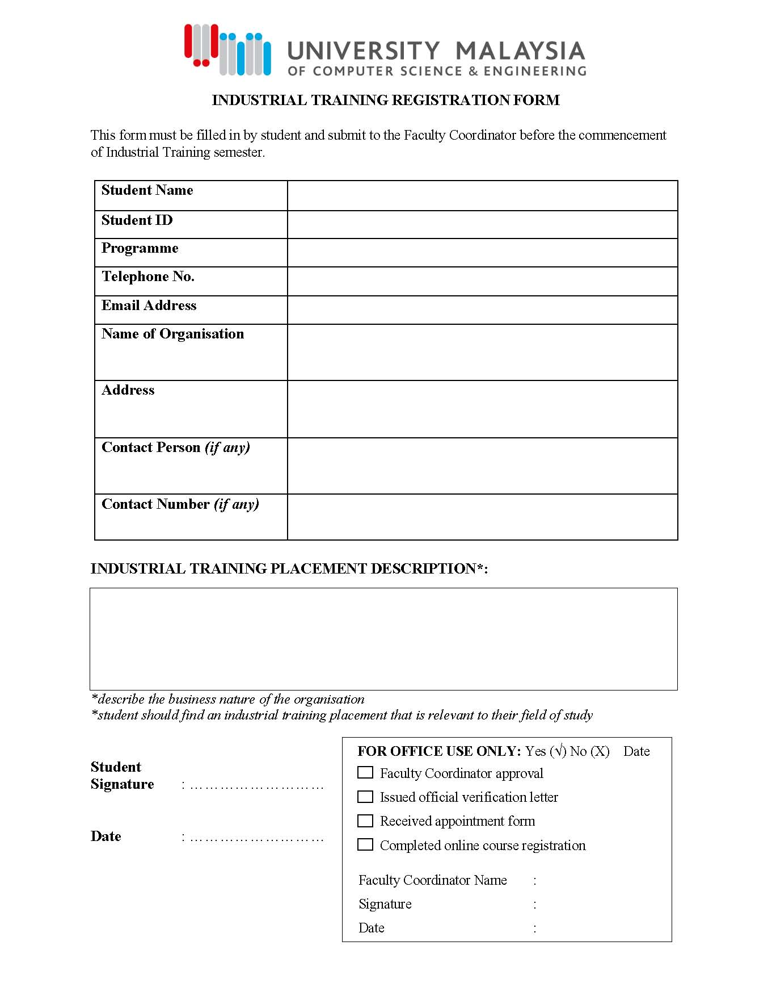 UNIVERSITY MALAYSIA
OF COMPUTER SCIENCE & ENGINEERING
INDUSTRIAL TRAINING REGISTRATION FORM
This form must be filled in by student and submit to the Faculty Coordinator before the commencement
of Industrial Training semester.
Student Name
Student ID
Programme
Telephone No.
Email Address
Name of Organisation
Address
Contact Person (if any)
Contact Number (if any)
INDUSTRIAL TRAINING PLACEMENT DESCRIPTION*:
*describe the business nature of the organisation
*student should find an industrial training placement that is relevant to their field of study
Student
Signature : ………………………
Date : ………………………
FOR OFFICE USE ONLY: Yes (√) No (X) Date
Faculty Coordinator approval
Issued official verification letter
Received appointment form
Completed online course registration
Faculty Coordinator Name :
Signature :
Date :